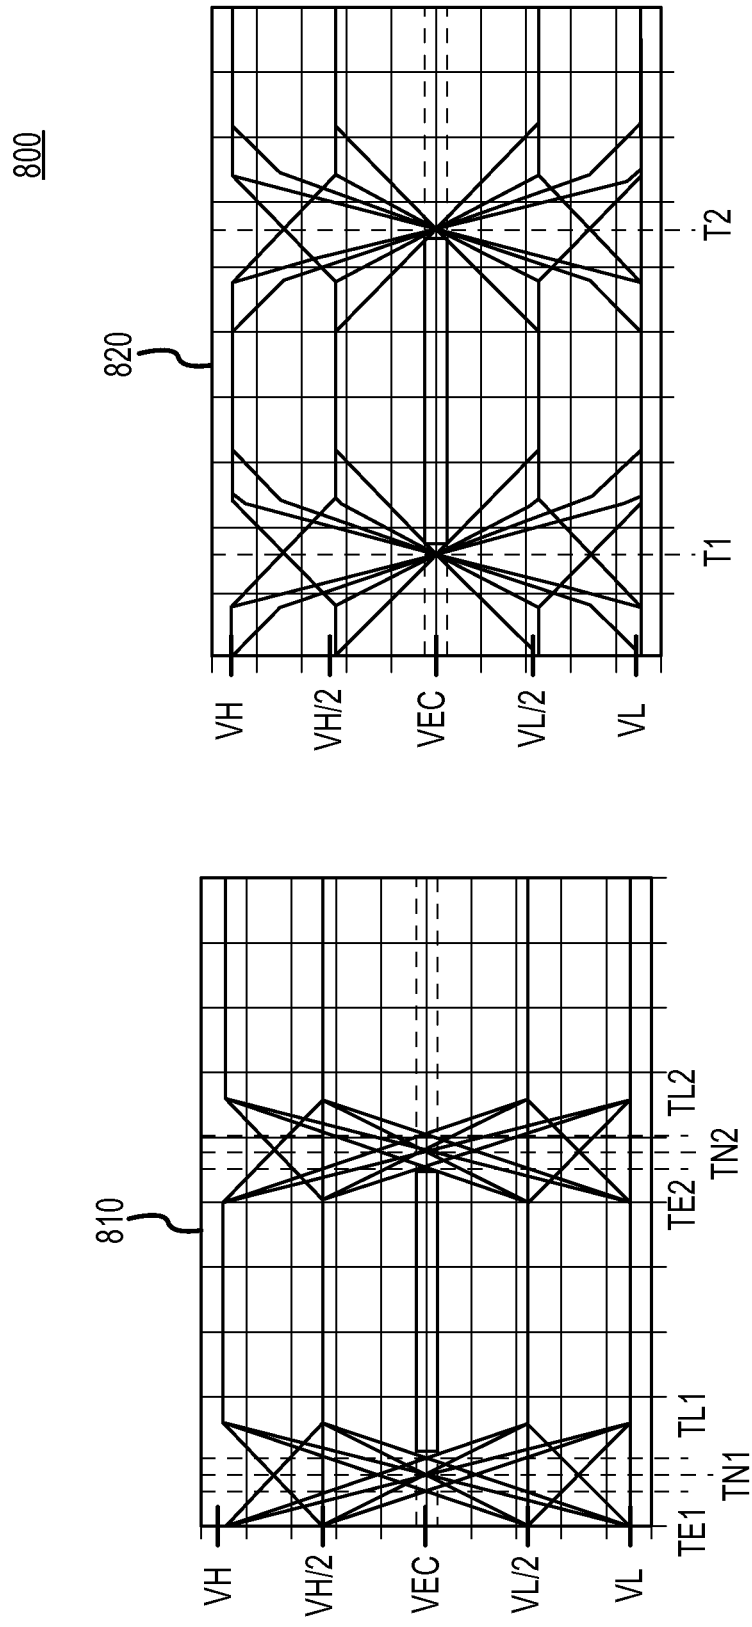 800
810
VH
VH/2
VEC
VL/2
VL
TE1
TL1
TN1
TE2
TL2
TN2
820
VH
VH/2
VEC
VL/2
VL
T1
T2